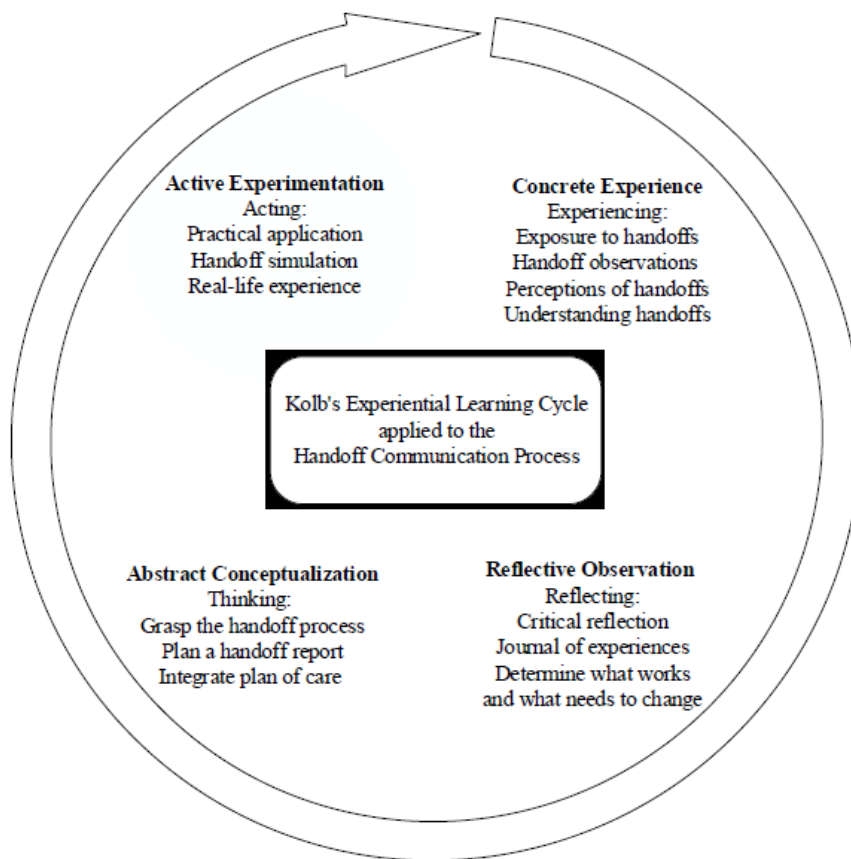 Active Experimentation
Acting:
Practical application
Handoff simulation
Real-life experience
Concrete Experience
Experiencing:
Exposure to handoffs
Handoff observations
Perceptions of handoffs
Understanding handoffs
Kolb's Experiential Learning Cycle
applied to the
Handoff Communication Process
Abstract Conceptualization
Thinking:
Grasp the handoff process
Plan a handoff report
Integrate plan of care
Reflective Observation
Reflecting:
Critical reflection
Journal of experiences
Determine what works
and what needs to change